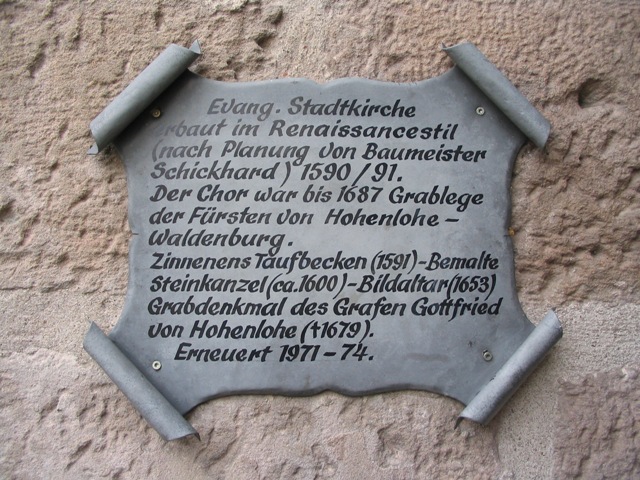 Evang. Stadtkirche
erbaut im Renaissancestil
(nach Planung von Baumeister
Schickhard) 1590/91.
Der Chor war bis 1687 Grablege
der Fürsten von Hohenlohe-
Waldenburg.
Zinnenens Taufbecken (1591)-Bemalte
Steinkanzel (ca.1600)-Bildaltar (1653)
Grabdenkmal des Grafen Gottfried
von Hohenlohe (†1679).
Erneuert 1971-74.